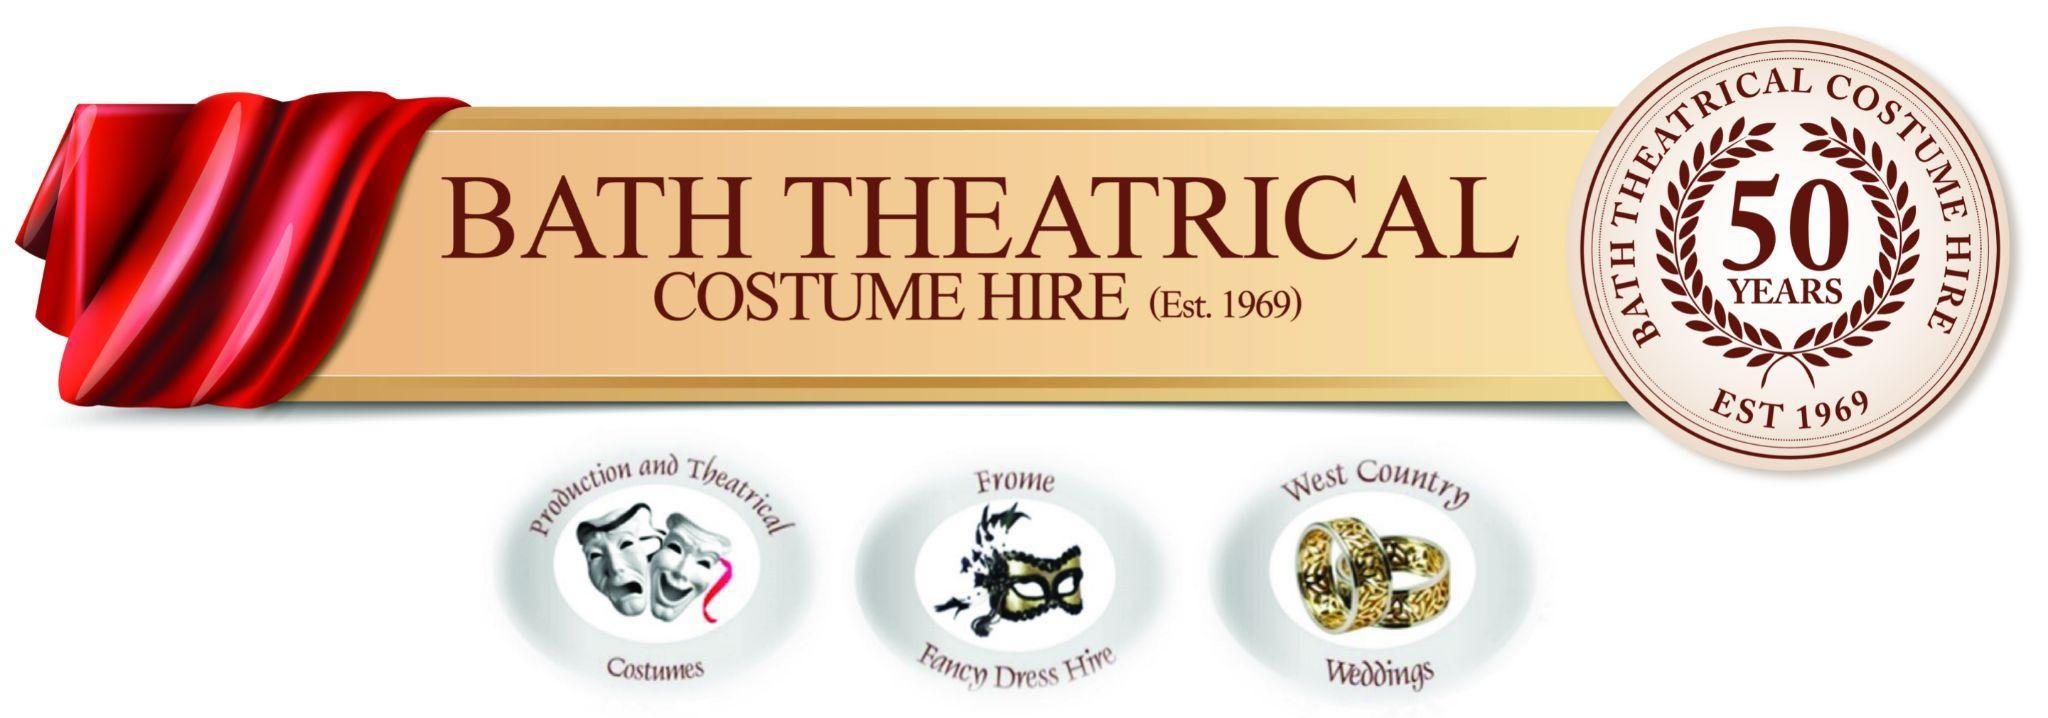 BATH THEATRICAL
COSTUME HIRE (Est. 1969)
BATH THEATRICAL COSTUME HIRE
50
YEARS
EST 1969
Production and Theatrical
Costumes
Frome
Fancy Dress Hire
West Country
Weddings